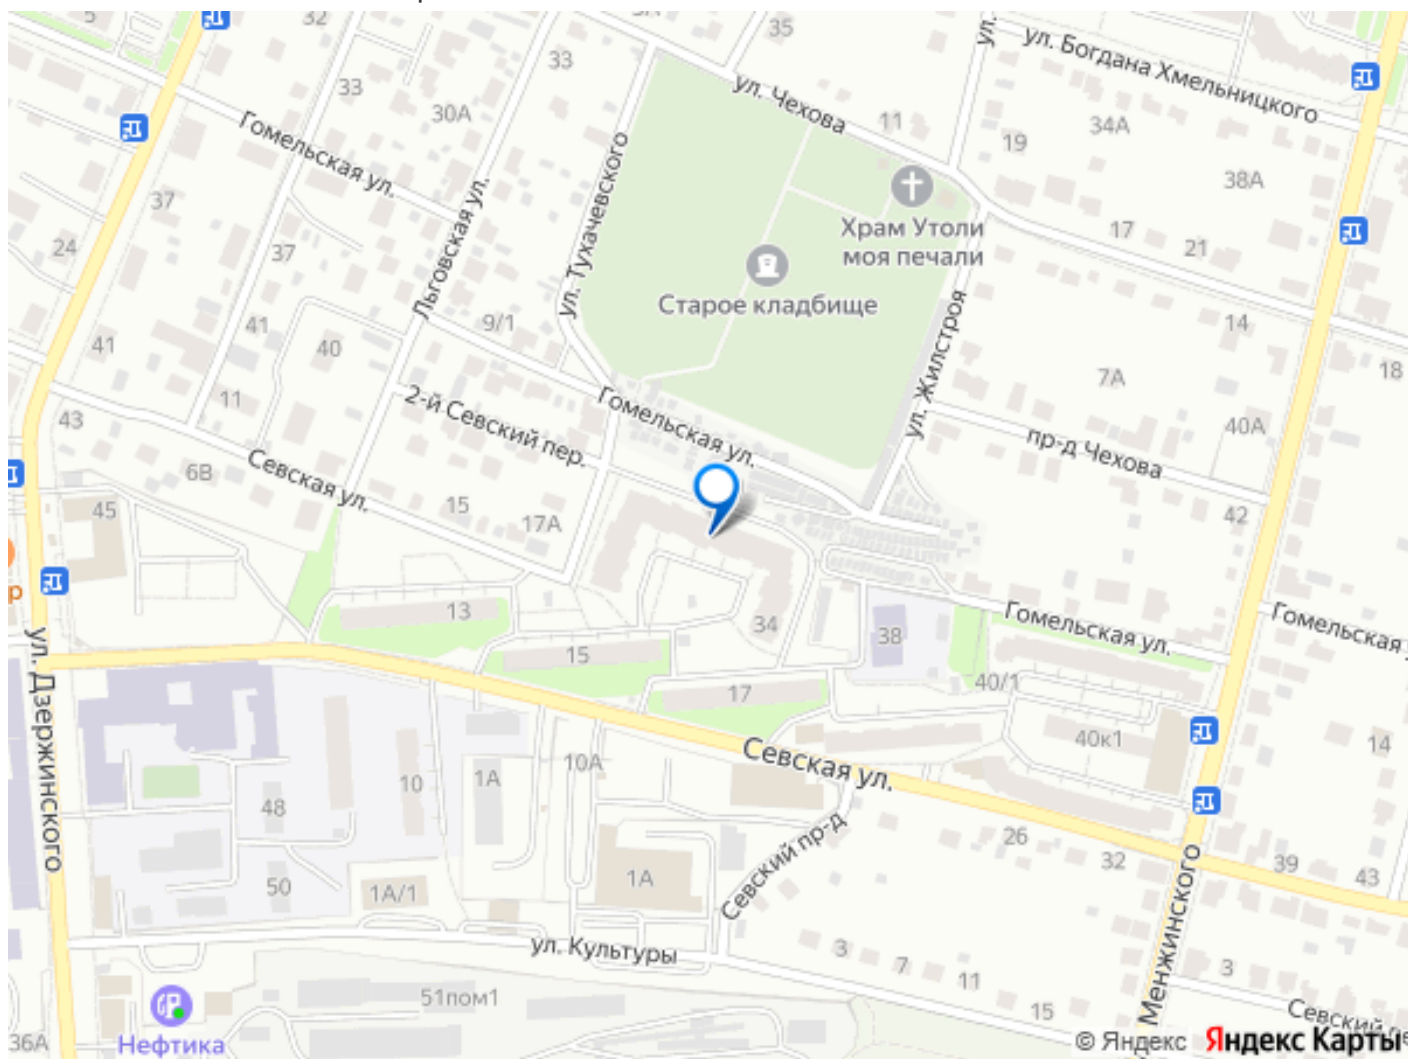 5
32
3А
35
ул.
ул. Богдана Хмельницкого
33
33
30А
ул. Чехова
11
19
34А
38А
Гомельская ул.
Льговская ул.
ул. Тухачевского
37
24
37
Храм Утоли
моя печали
17
21
Старое кладбище
9/1
41
41
40
14
18
7А
ул. Жилстроя
11
43
2-й Севский пер.
Гомельская ул.
пр-д Чехова
40А
6В
Севская ул.
15
17А
45
42
р
13
34
38
Гомельская ул.
Гомельская у
ул. Дзержинского
15
17
40/1
40к1
14
Севская ул.
10А
1А
10
48
26
32
39
43
Севский пр-д
50
1А/1
1А
ул. Культуры
3
7
11
15
3
Менжинского
51пом1
36А
Нефтика
Севский пе
© Яндекс Яндекс Карты